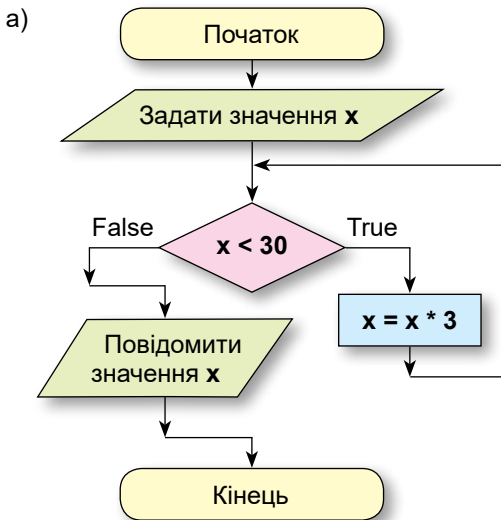 а)
Початок
Задати значення x
False
True
x < 30
x = x * 3
Повідомити
значення x
Кінець